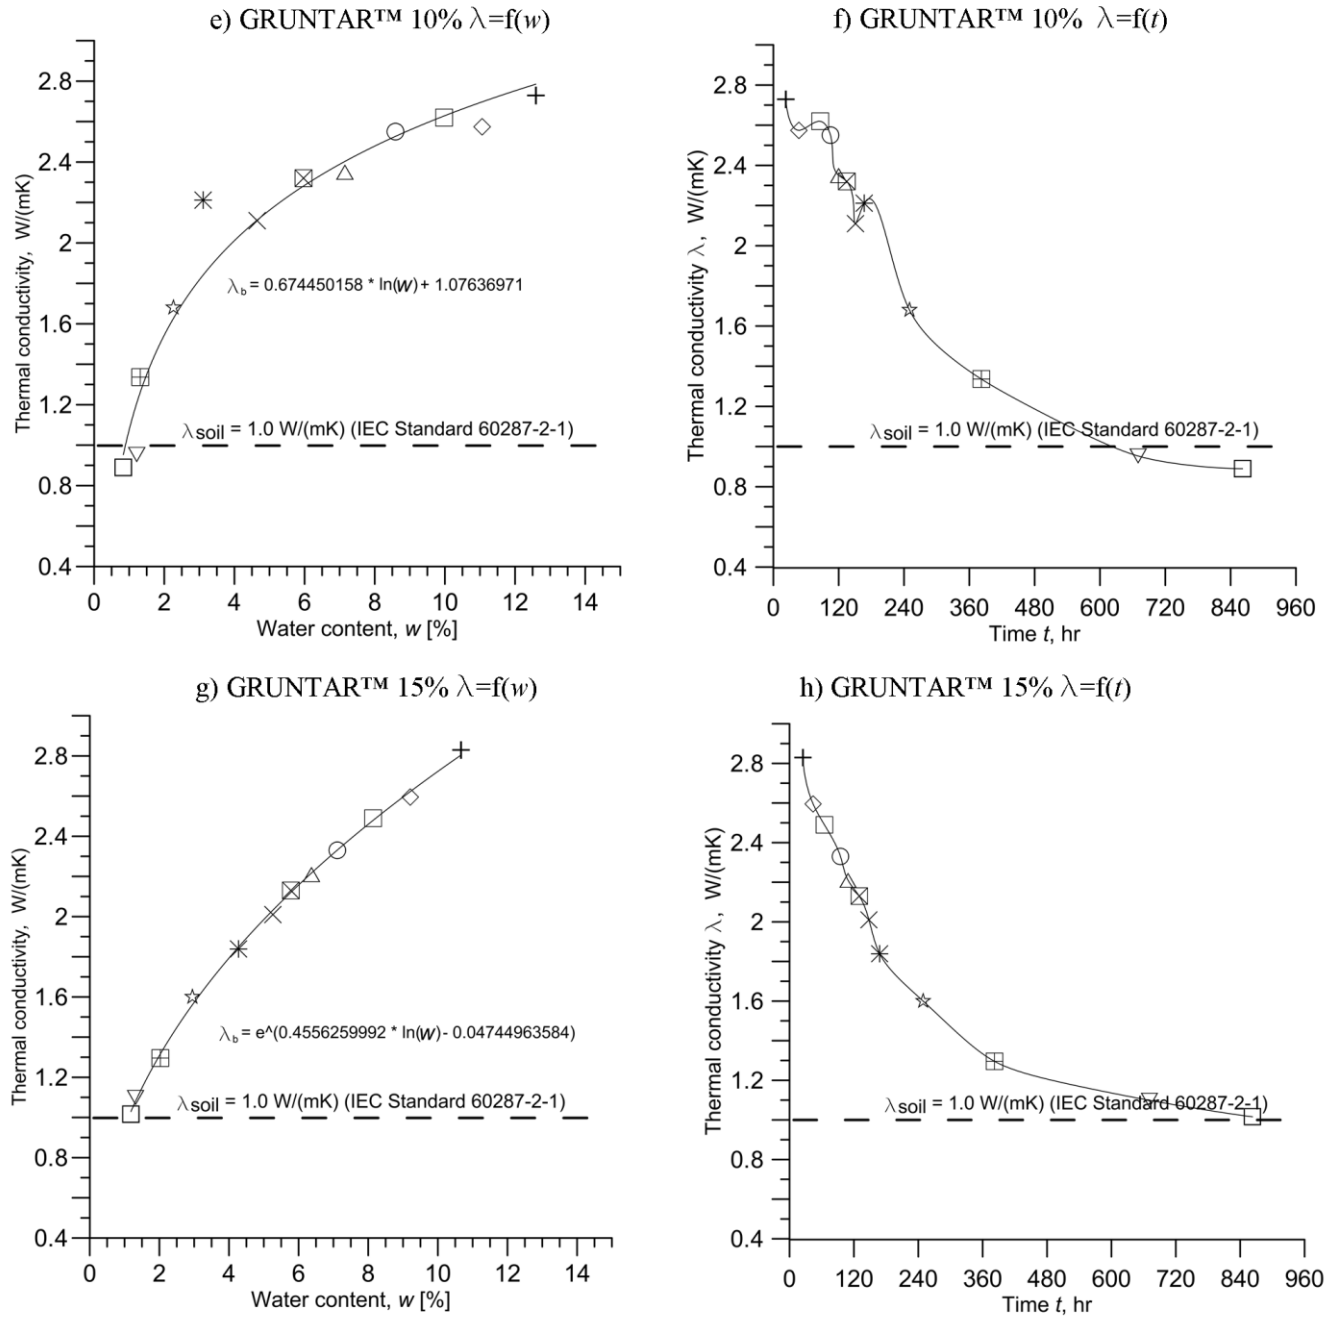 e) GRUNTAR™ 10% λ=f(w)
Thermal conductivity, W/(mK)
2.8
2.4
2
1.6
1.2
0.8
0.4
λb = 0.674450158 * ln(w) + 1.07636971
λsoil = 1.0 W/(mK) (IEC Standard 60287-2-1)
0 2 4 6 8 10 12 14
Water content, w [%]
f) GRUNTAR™ 10% λ=f(t)
Thermal conductivity λ, W/(mK)
2.8
2.4
2
1.6
1.2
0.8
0.4
λsoil = 1.0 W/(mK) (IEC Standard 60287-2-1)
0 120 240 360 480 600 720 840 960
Time t, hr
g) GRUNTAR™ 15% λ=f(w)
Thermal conductivity, W/(mK)
2.8
2.4
2
1.6
1.2
0.8
0.4
λb = e^(0.4556259992 * ln(w) - 0.04744963584)
λsoil = 1.0 W/(mK) (IEC Standard 60287-2-1)
0 2 4 6 8 10 12 14
Water content, w [%]
h) GRUNTAR™ 15% λ=f(t)
Thermal conductivity λ, W/(mK)
2.8
2.4
2
1.6
1.2
0.8
0.4
λsoil = 1.0 W/(mK) (IEC Standard 60287-2-1)
0 120 240 360 480 600 720 840 960
Time t, hr